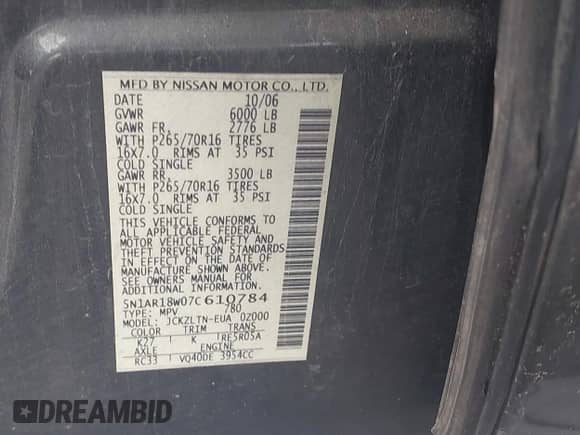 MFD BY NISSAN MOTOR CO., LTD.
DATE 10/06
GVWR 6000 LB
GAWR FR. 2776 LB
WITH P265/70R16 TIRES
16X7.0 RIMS AT 35 PSI
COLD SINGLE
GAWR RR. 3500 LB
WITH P265/70R16 TIRES
16X7.0 RIMS AT 35 PSI
COLD SINGLE
THIS VEHICLE CONFORMS TO
ALL APPLICABLE FEDERAL
MOTOR VEHICLE SAFETY AND
THEFT PREVENTION STANDARDS
IN EFFECT ON THE DATE OF
MANUFACTURE SHOWN ABOVE.
SEE OWNERS MANUAL FOR
ADDITIONAL INFORMATION.
5N1AR18W07C610784
TYPE: MPV /80
MODEL: JCKZLTN-EUA 02000
COLOR TRIM TRANS
K27 K RE5R05A
AXLE ENGINE
RC33 VQ40DE 3954CC
DREAMBID